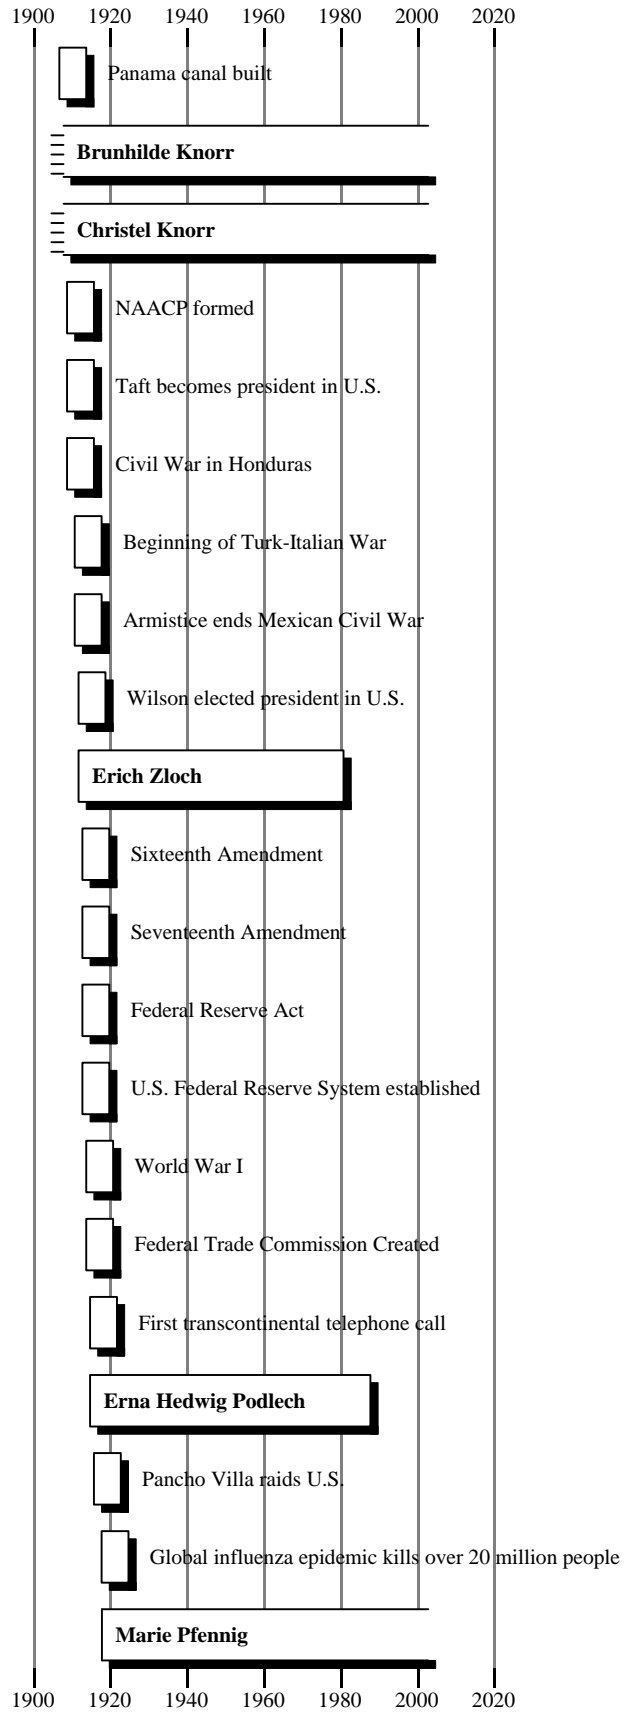 1900 1920 1940 1960 1980 2000 2020
Panama canal built
Brunhilde Knorr
Christel Knorr
NAACP formed
Taft becomes president in U.S.
Civil War in Honduras
Beginning of Turk-Italian War
Armistice ends Mexican Civil War
Wilson elected president in U.S.
Erich Zloch
Sixteenth Amendment
Seventeenth Amendment
Federal Reserve Act
U.S. Federal Reserve System established
World War I
Federal Trade Commission Created
First transcontinental telephone call
Erna Hedwig Podlech
Pancho Villa raids U.S.
Global influenza epidemic kills over 20 million people
Marie Pfennig
1900 1920 1940 1960 1980 2000 2020